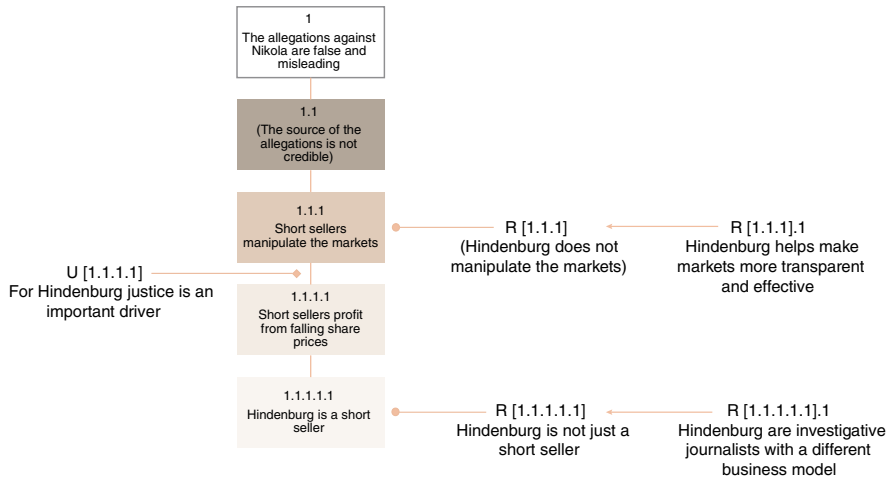 1
The allegations against
Nikola are false and
misleading
1.1
(The source of the
allegations is not
credible)
1.1.1
Short sellers
manipulate the markets
R [1.1.1]
(Hindenburg does not
manipulate the markets)
R [1.1.1].1
Hindenburg helps make
markets more transparent
and effective
U [1.1.1.1]
For Hindenburg justice is an
important driver
1.1.1.1
Short sellers profit
from falling share
prices
1.1.1.1.1
Hindenburg is a short
seller
R [1.1.1.1.1]
Hindenburg is not just a
short seller
R [1.1.1.1.1].1
Hindenburg are investigative
journalists with a different
business model